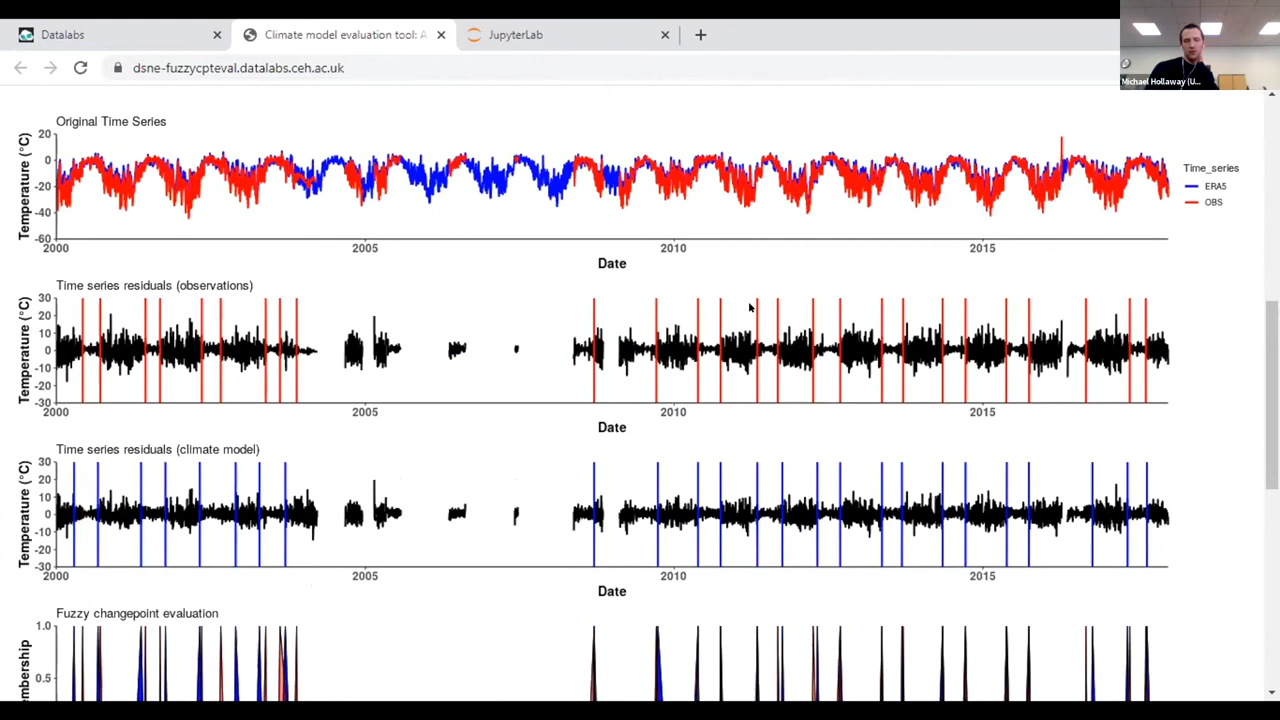 Datalabs
Climate model evaluation tool: A
JupyterLab
dsne-fuzzycpteval.datalabs.ceh.ac.uk
Michael Hollaway (U...
Original Time Series
Temperature (°C)
20
0
-20
-40
-60
2000
2005
2010
2015
Date
Time_series
ERA5
OBS
Time series residuals (observations)
Temperature (°C)
30
20
10
0
-10
-20
-30
2000
2005
2010
2015
Date
Time series residuals (climate model)
Temperature (°C)
30
20
10
0
-10
-20
-30
2000
2005
2010
2015
Date
Fuzzy changepoint evaluation
embership
1.0
0.5